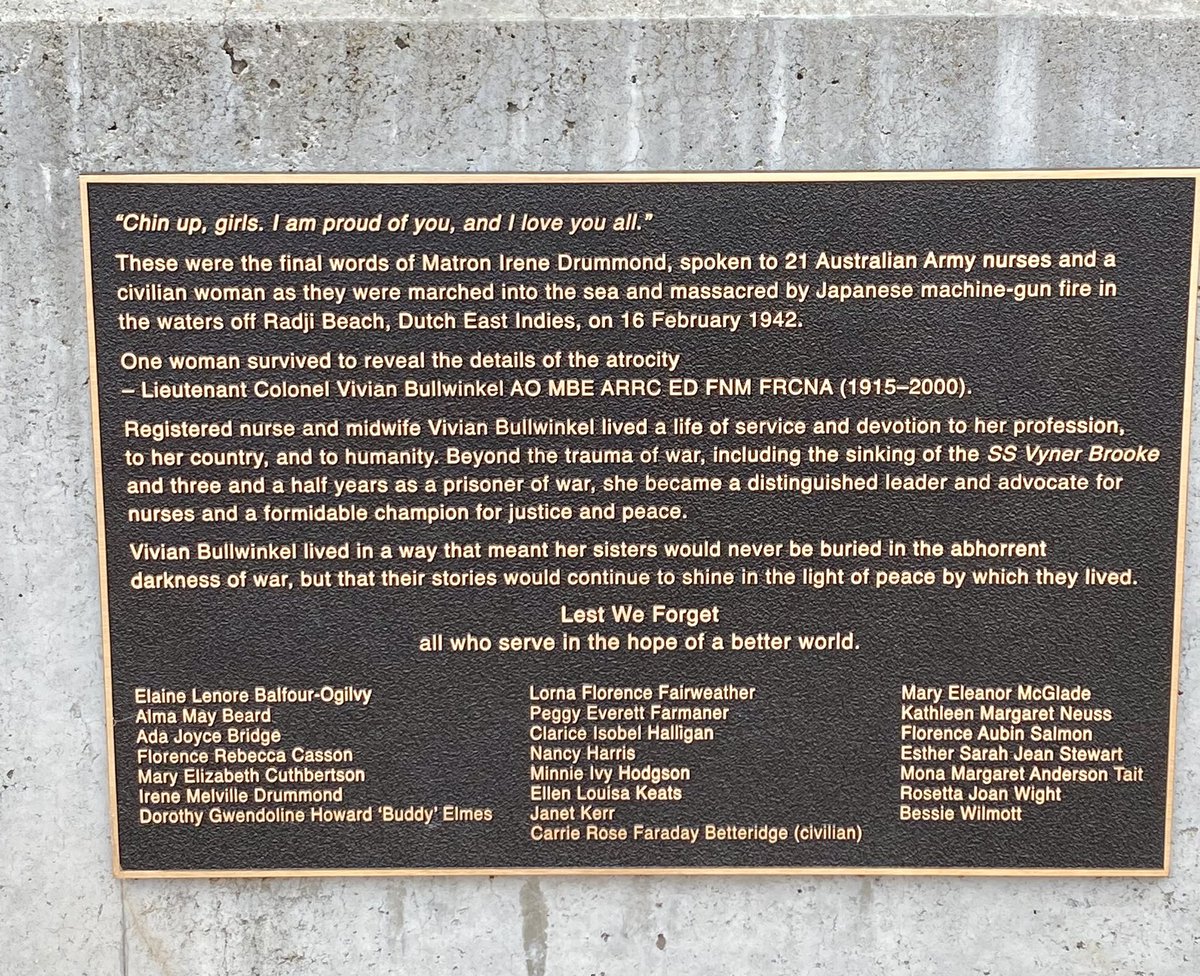 “Chin up, girls. I am proud of you, and I love you all.”
These were the final words of Matron Irene Drummond, spoken to 21 Australian Army nurses and a
civilian woman as they were marched into the sea and massacred by Japanese machine-gun fire in
the waters off Radji Beach, Dutch East Indies, on 16 February 1942.
One woman survived to reveal the details of the atrocity
– Lieutenant Colonel Vivian Bullwinkel AO MBE ARRC ED FNM FRCNA (1915–2000).
Registered nurse and midwife Vivian Bullwinkel lived a life of service and devotion to her profession,
to her country, and to humanity. Beyond the trauma of war, including the sinking of the SS Vyner Brooke
and three and a half years as a prisoner of war, she became a distinguished leader and advocate for
nurses and a formidable champion for justice and peace.
Vivian Bullwinkel lived in a way that meant her sisters would never be buried in the abhorrent
darkness of war, but that their stories would continue to shine in the light of peace by which they lived.
Lest We Forget
all who serve in the hope of a better world.
Elaine Lenore Balfour-Ogilvy
Alma May Beard
Ada Joyce Bridge
Florence Rebecca Casson
Mary Elizabeth Cuthbertson
Irene Melville Drummond
Dorothy Gwendoline Howard ‘Buddy’ Elmes
Lorna Florence Fairweather
Peggy Everett Farmaner
Clarice Isobel Halligan
Nancy Harris
Minnie Ivy Hodgson
Ellen Louisa Keats
Janet Kerr
Carrie Rose Faraday Betteridge (civilian)
Mary Eleanor McGlade
Kathleen Margaret Neuss
Florence Aubin Salmon
Esther Sarah Jean Stewart
Mona Margaret Anderson Tait
Rosetta Joan Wight
Bessie Wilmott